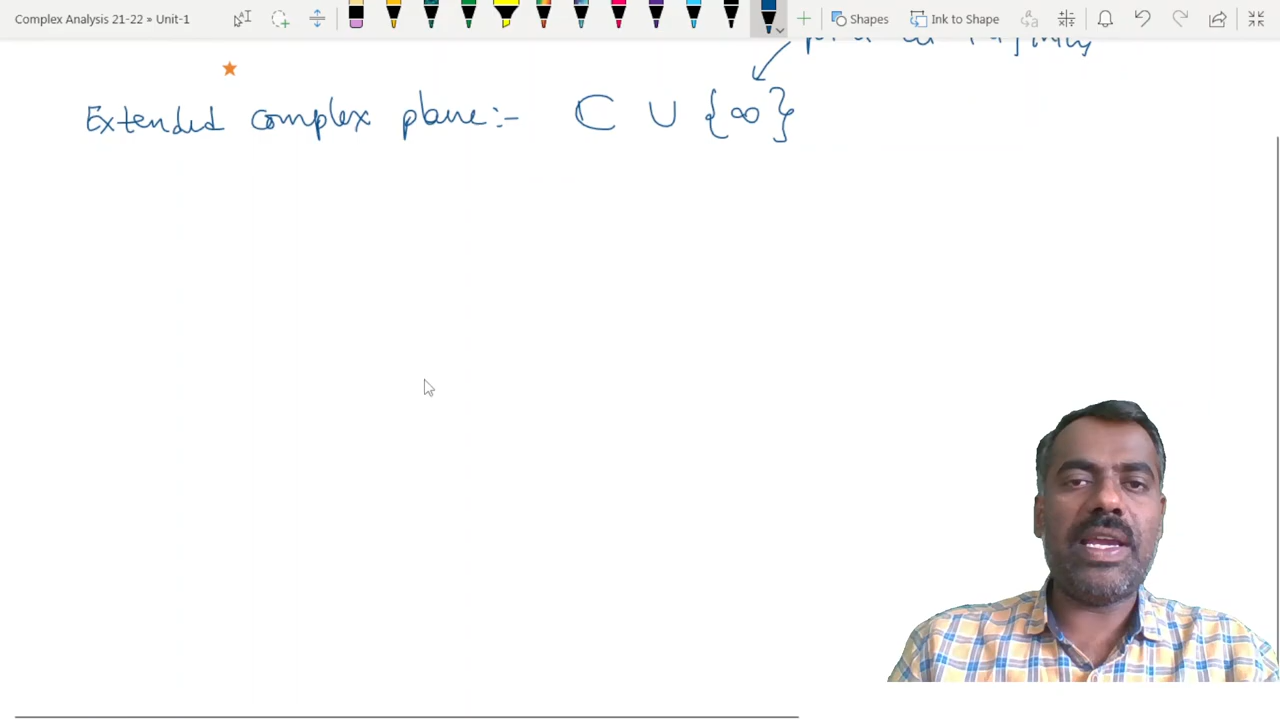 Complex Analysis 21-22 » Unit-1
Shapes
Ink to Shape
Extended complex plane:- ℂ ∪ {∞}